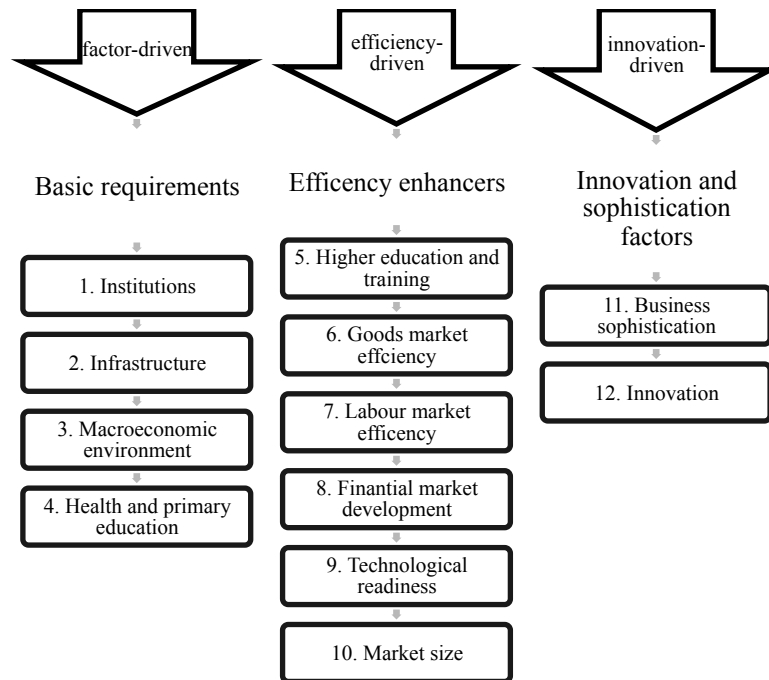 factor-driven
Basic requirements
1. Institutions
2. Infrastructure
3. Macroeconomic
environment
4. Health and primary
education
efficiency-
driven
Efficency enhancers
5. Higher education and
training
6. Goods market
effciency
7. Labour market
efficency
8. Finantial market
development
9. Technological
readiness
10. Market size
innovation-
driven
Innovation and
sophistication
factors
11. Business
sophistication
12. Innovation